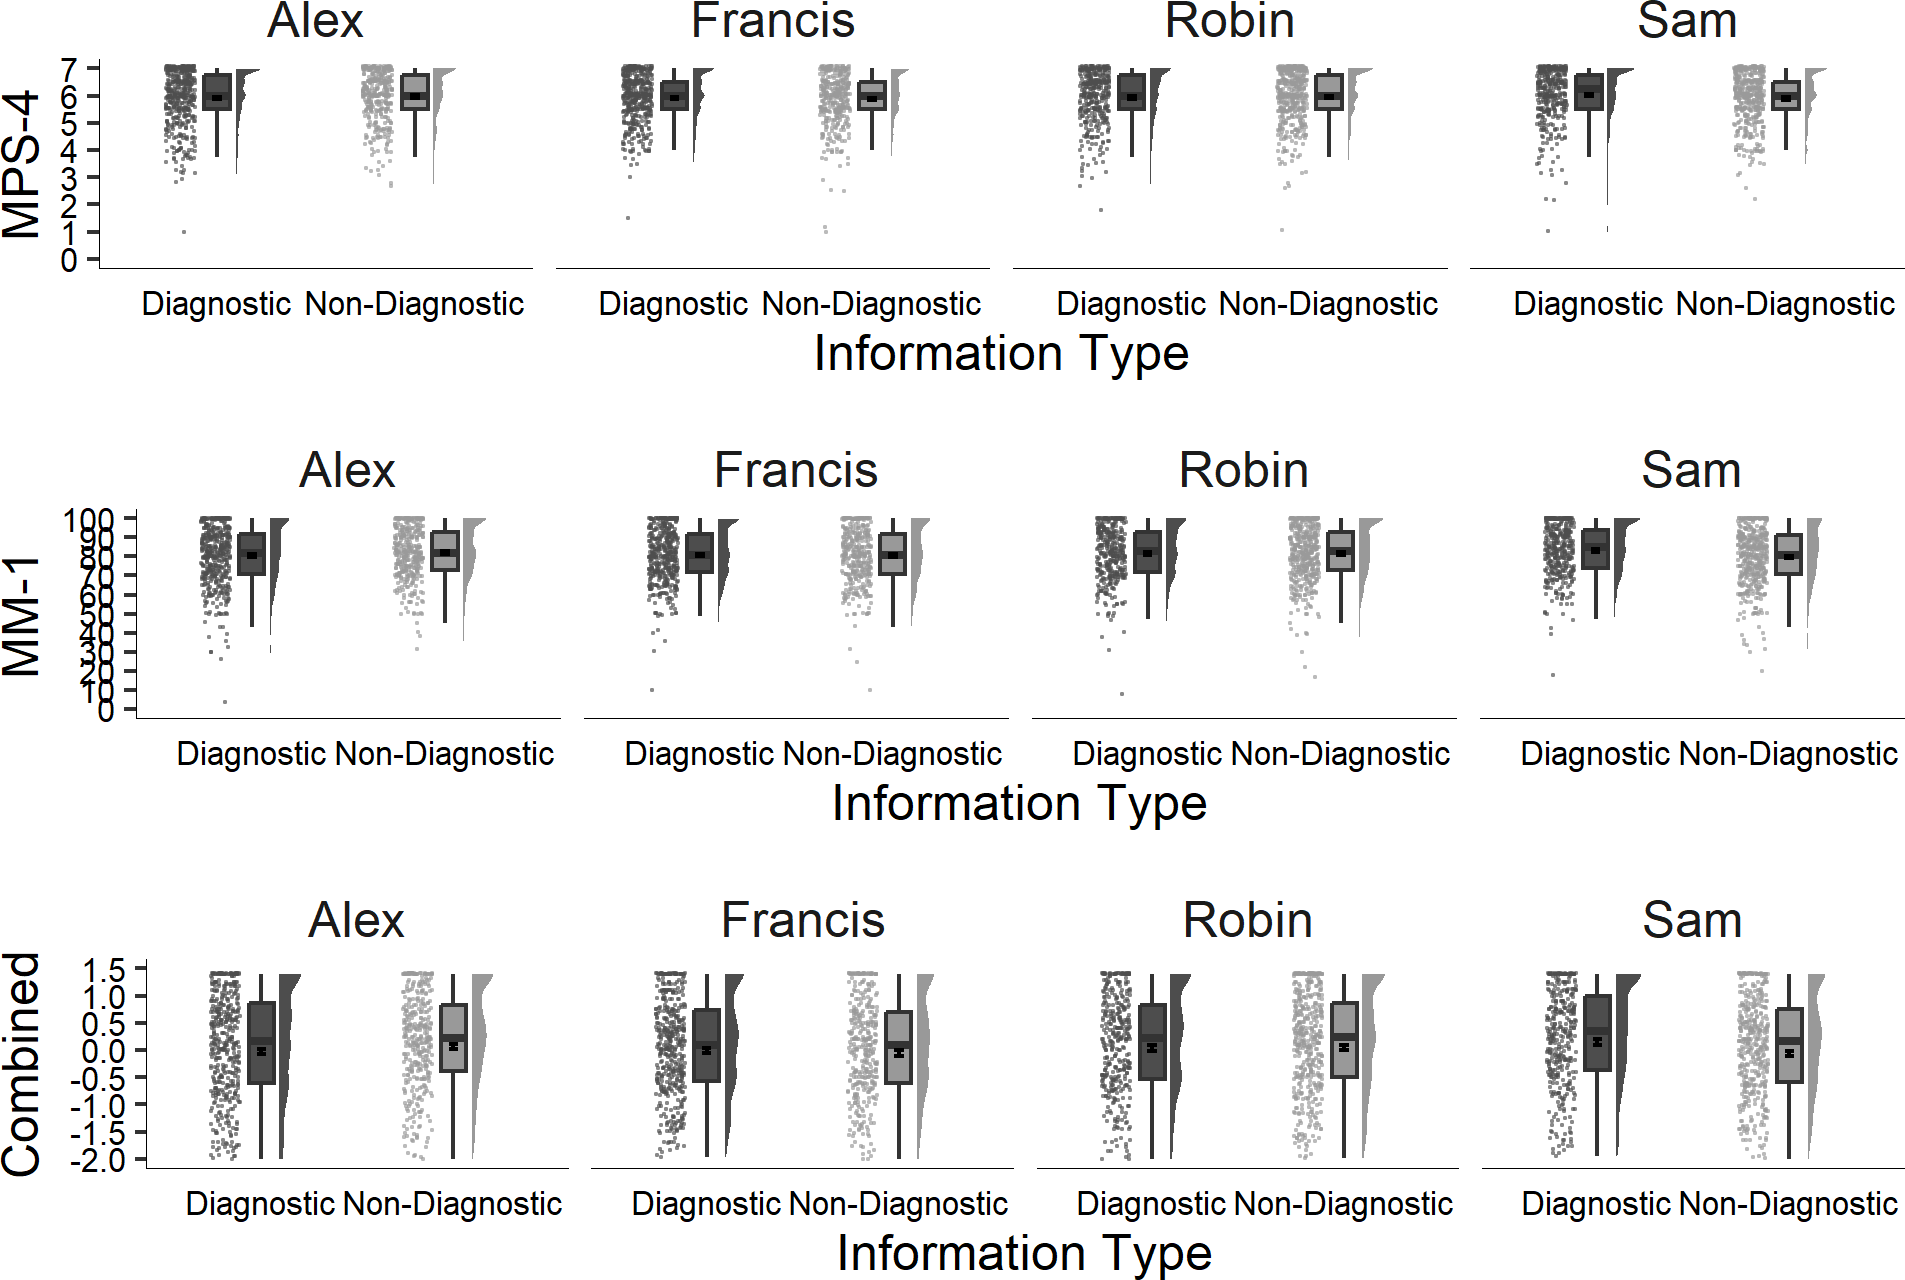 Alex Francis Robin Sam
MPS-4
7
6
5
4
3
2
1
0
Diagnostic Non-Diagnostic Diagnostic Non-Diagnostic Diagnostic Non-Diagnostic Diagnostic Non-Diagnostic
Information Type
Alex Francis Robin Sam
MM-1
100
90
80
70
60
50
40
30
20
10
0
Diagnostic Non-Diagnostic Diagnostic Non-Diagnostic Diagnostic Non-Diagnostic Diagnostic Non-Diagnostic
Information Type
Alex Francis Robin Sam
Combined
1.5
1.0
0.5
0.0
-0.5
-1.0
-1.5
-2.0
Diagnostic Non-Diagnostic Diagnostic Non-Diagnostic Diagnostic Non-Diagnostic Diagnostic Non-Diagnostic
Information Type